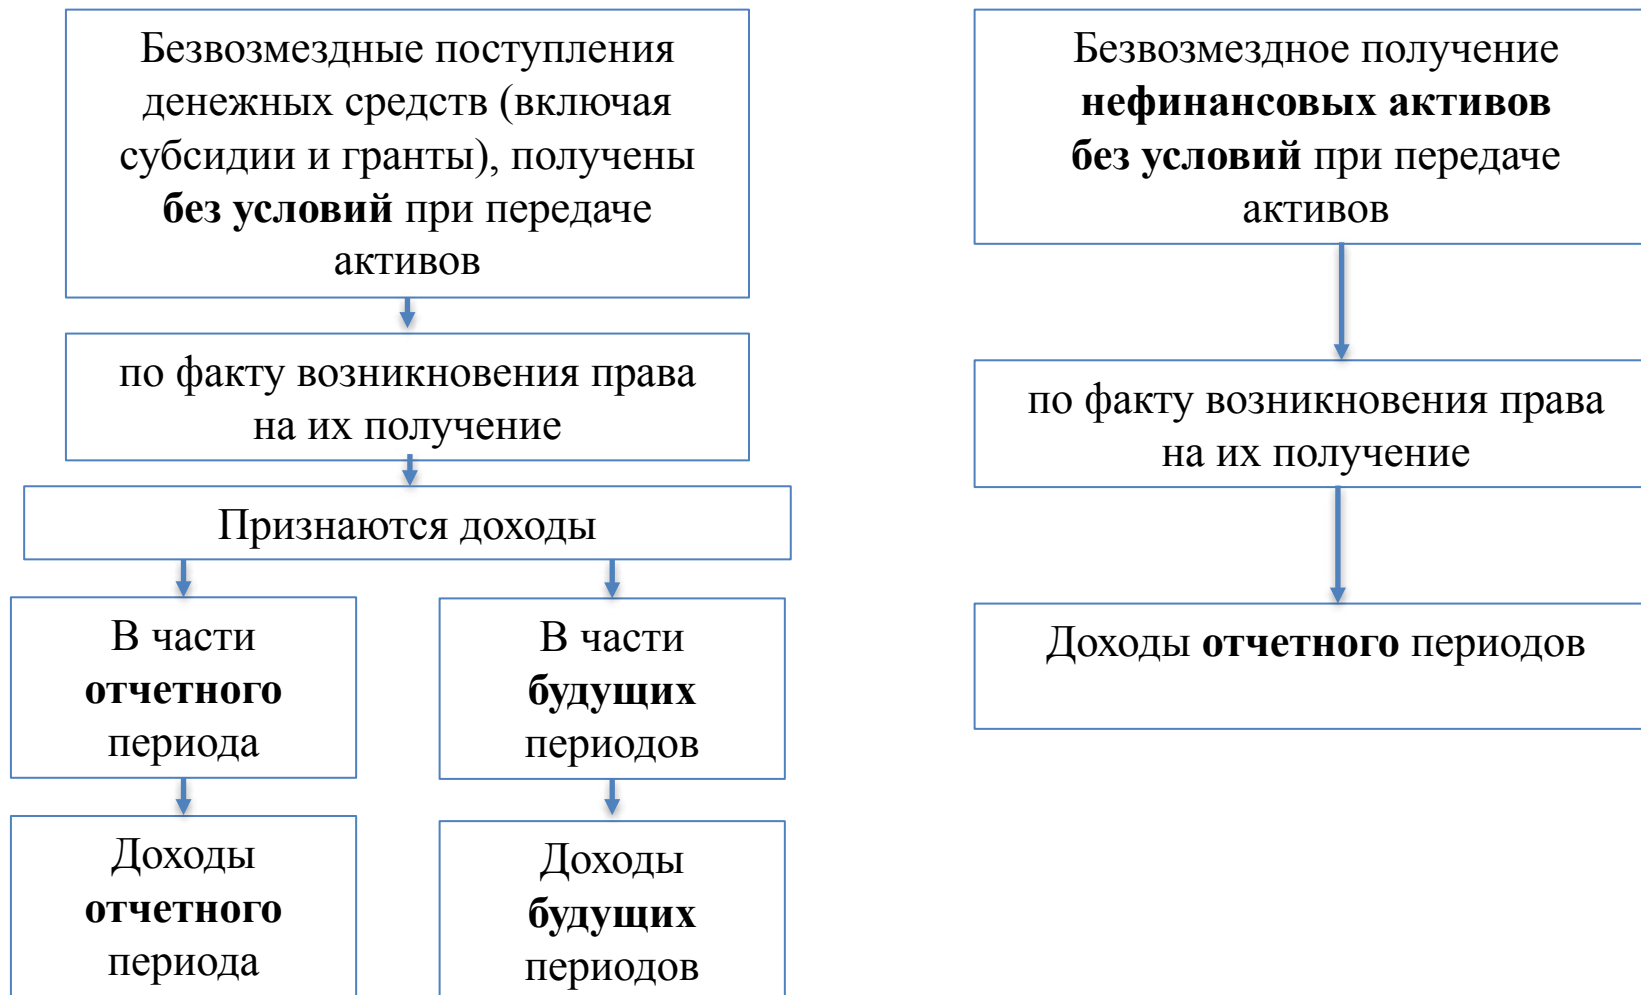 Безвозмездные поступления
денежных средств (включая
субсидии и гранты), получены
без условий при передаче
активов
по факту возникновения права
на их получение
Признаются доходы
В части
отчетного
периода
В части
будущих
периодов
Доходы
отчетного
периода
Доходы
будущих
периодов
Безвозмездное получение
нефинансовых активов
без условий при передаче
активов
по факту возникновения права
на их получение
Доходы отчетного периодов